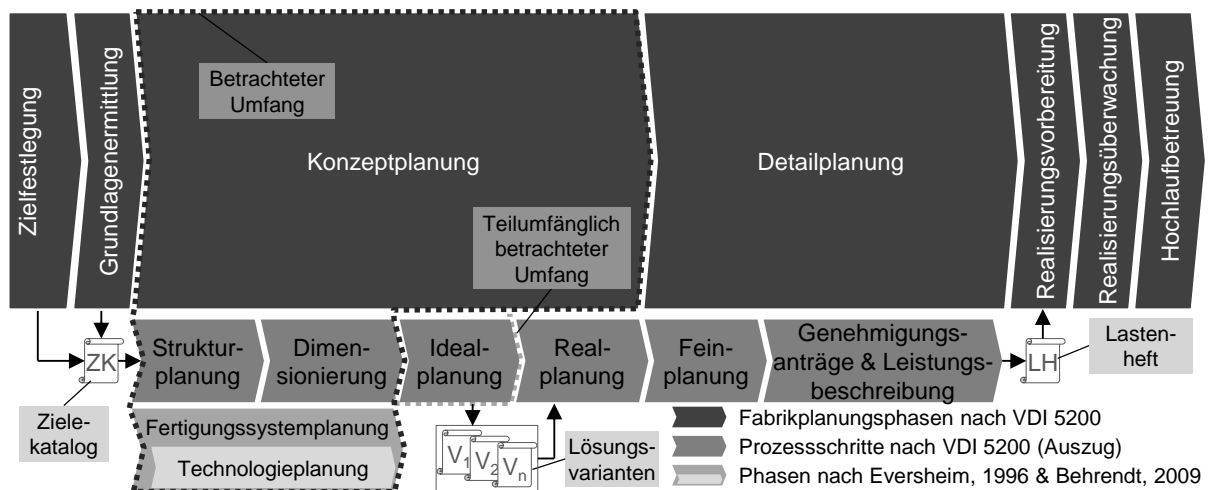 Zielfestlegung
Grundlagenermittlung
Betrachteter
Umfang
Konzeptplanung
Teilumfänglich
betrachteter
Umfang
Detailplanung
Realisierungsvorbereitung
Realisierungsüberwachung
Hochlaufbetreuung
ZK
Ziele-
katalog
Struktur-
planung
Dimen-
sionierung
Ideal-
planung
Real-
planung
Fein-
planung
Genehmigungs-
anträge & Leistungs-
beschreibung
LH
Lasten-
heft
Fertigungssystemplanung
Technologieplanung
V1
V2
Vn
Lösungs-
varianten
Fabrikplanungsphasen nach VDI 5200
Prozessschritte nach VDI 5200 (Auszug)
Phasen nach Eversheim, 1996 & Behrendt, 2009